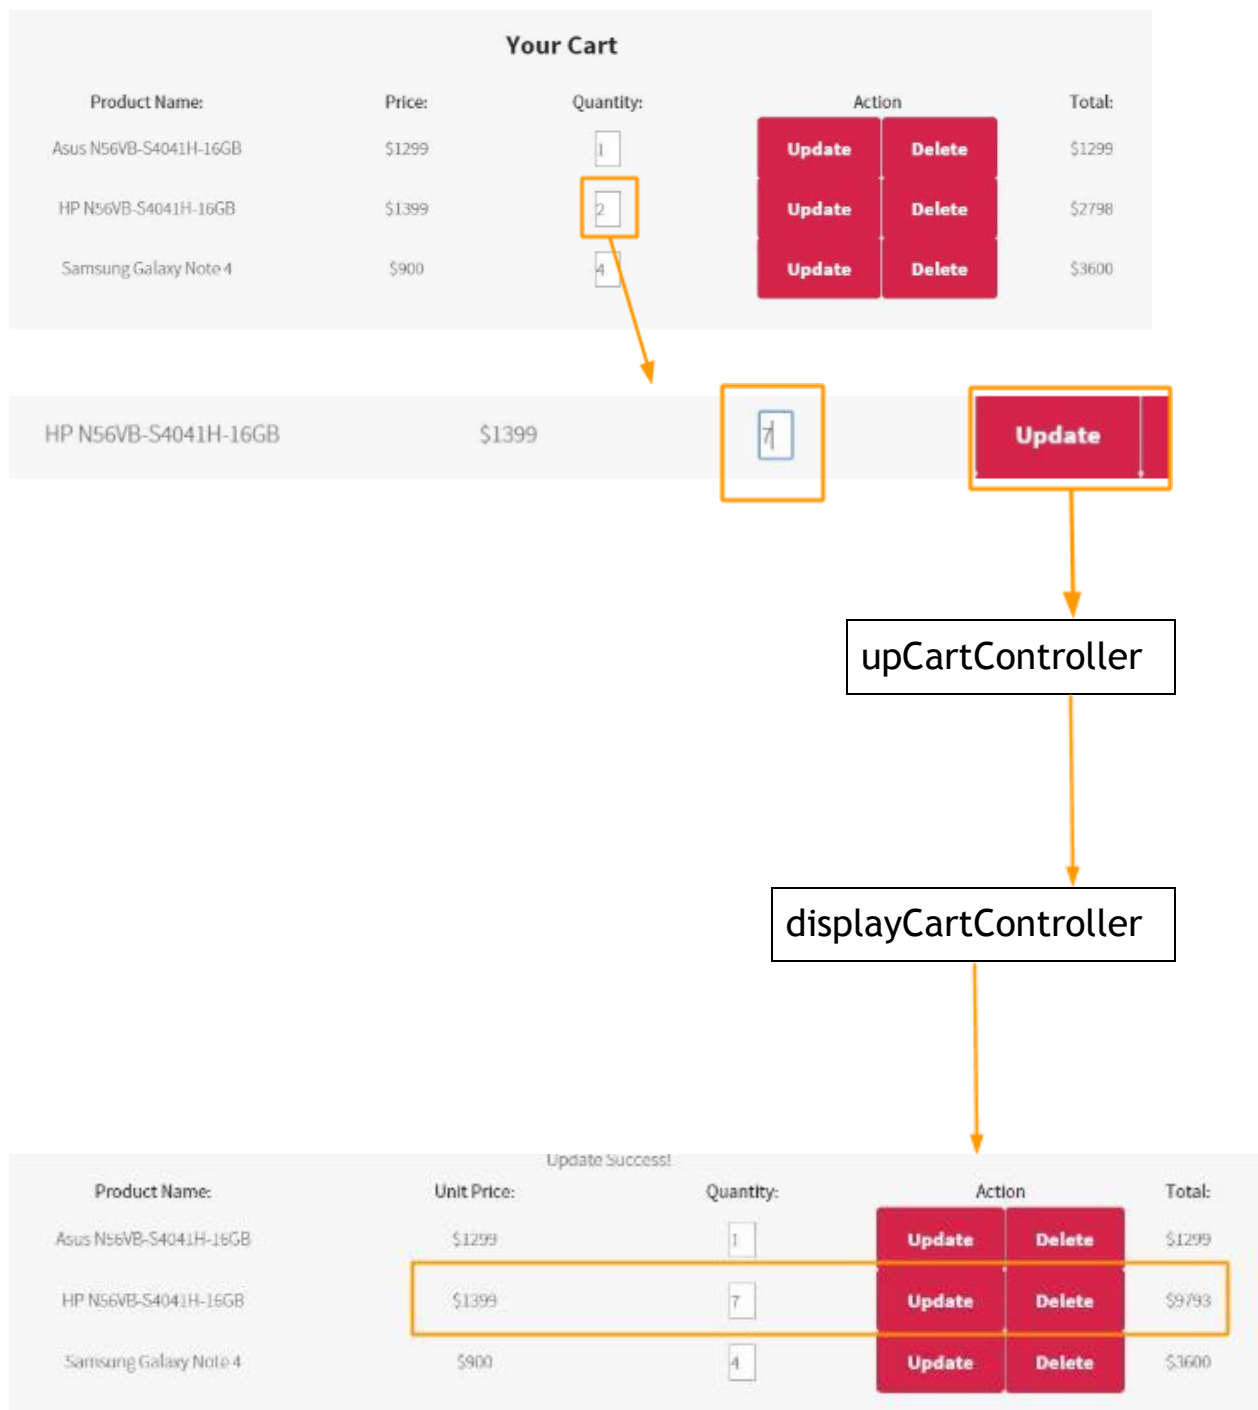 Your Cart
Product Name: Price: Quantity: Action Total:
Asus N56VB-S4041H-16GB $1299 1 Update Delete $1299
HP N56VB-S4041H-16GB $1399 2 Update Delete $2798
Samsung Galaxy Note 4 $900 4 Update Delete $3600
HP N56VB-S4041H-16GB $1399 7 Update
upCartController
displayCartController
Update Success!
Product Name: Unit Price: Quantity: Action Total:
Asus N56VB-S4041H-16GB $1299 1 Update Delete $1299
HP N56VB-S4041H-16GB $1399 7 Update Delete $9793
Samsung Galaxy Note 4 $900 4 Update Delete $3600